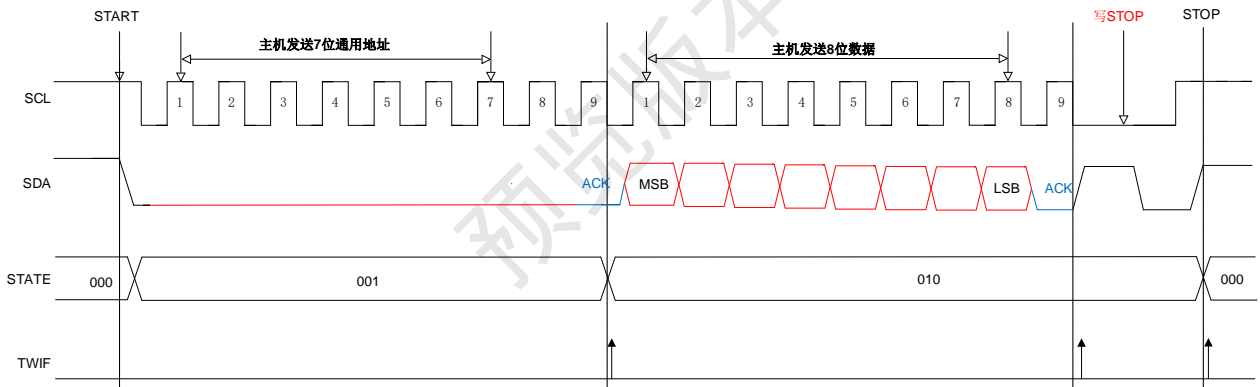 START
写STOP
STOP
主机发送7位通用地址
主机发送8位数据
SCL
1 2 3 4 5 6 7 8 9 1 2 3 4 5 6 7 8 9
SDA
ACK MSB LSB ACK
STATE
000 001 010 000
TWIF
预览版本